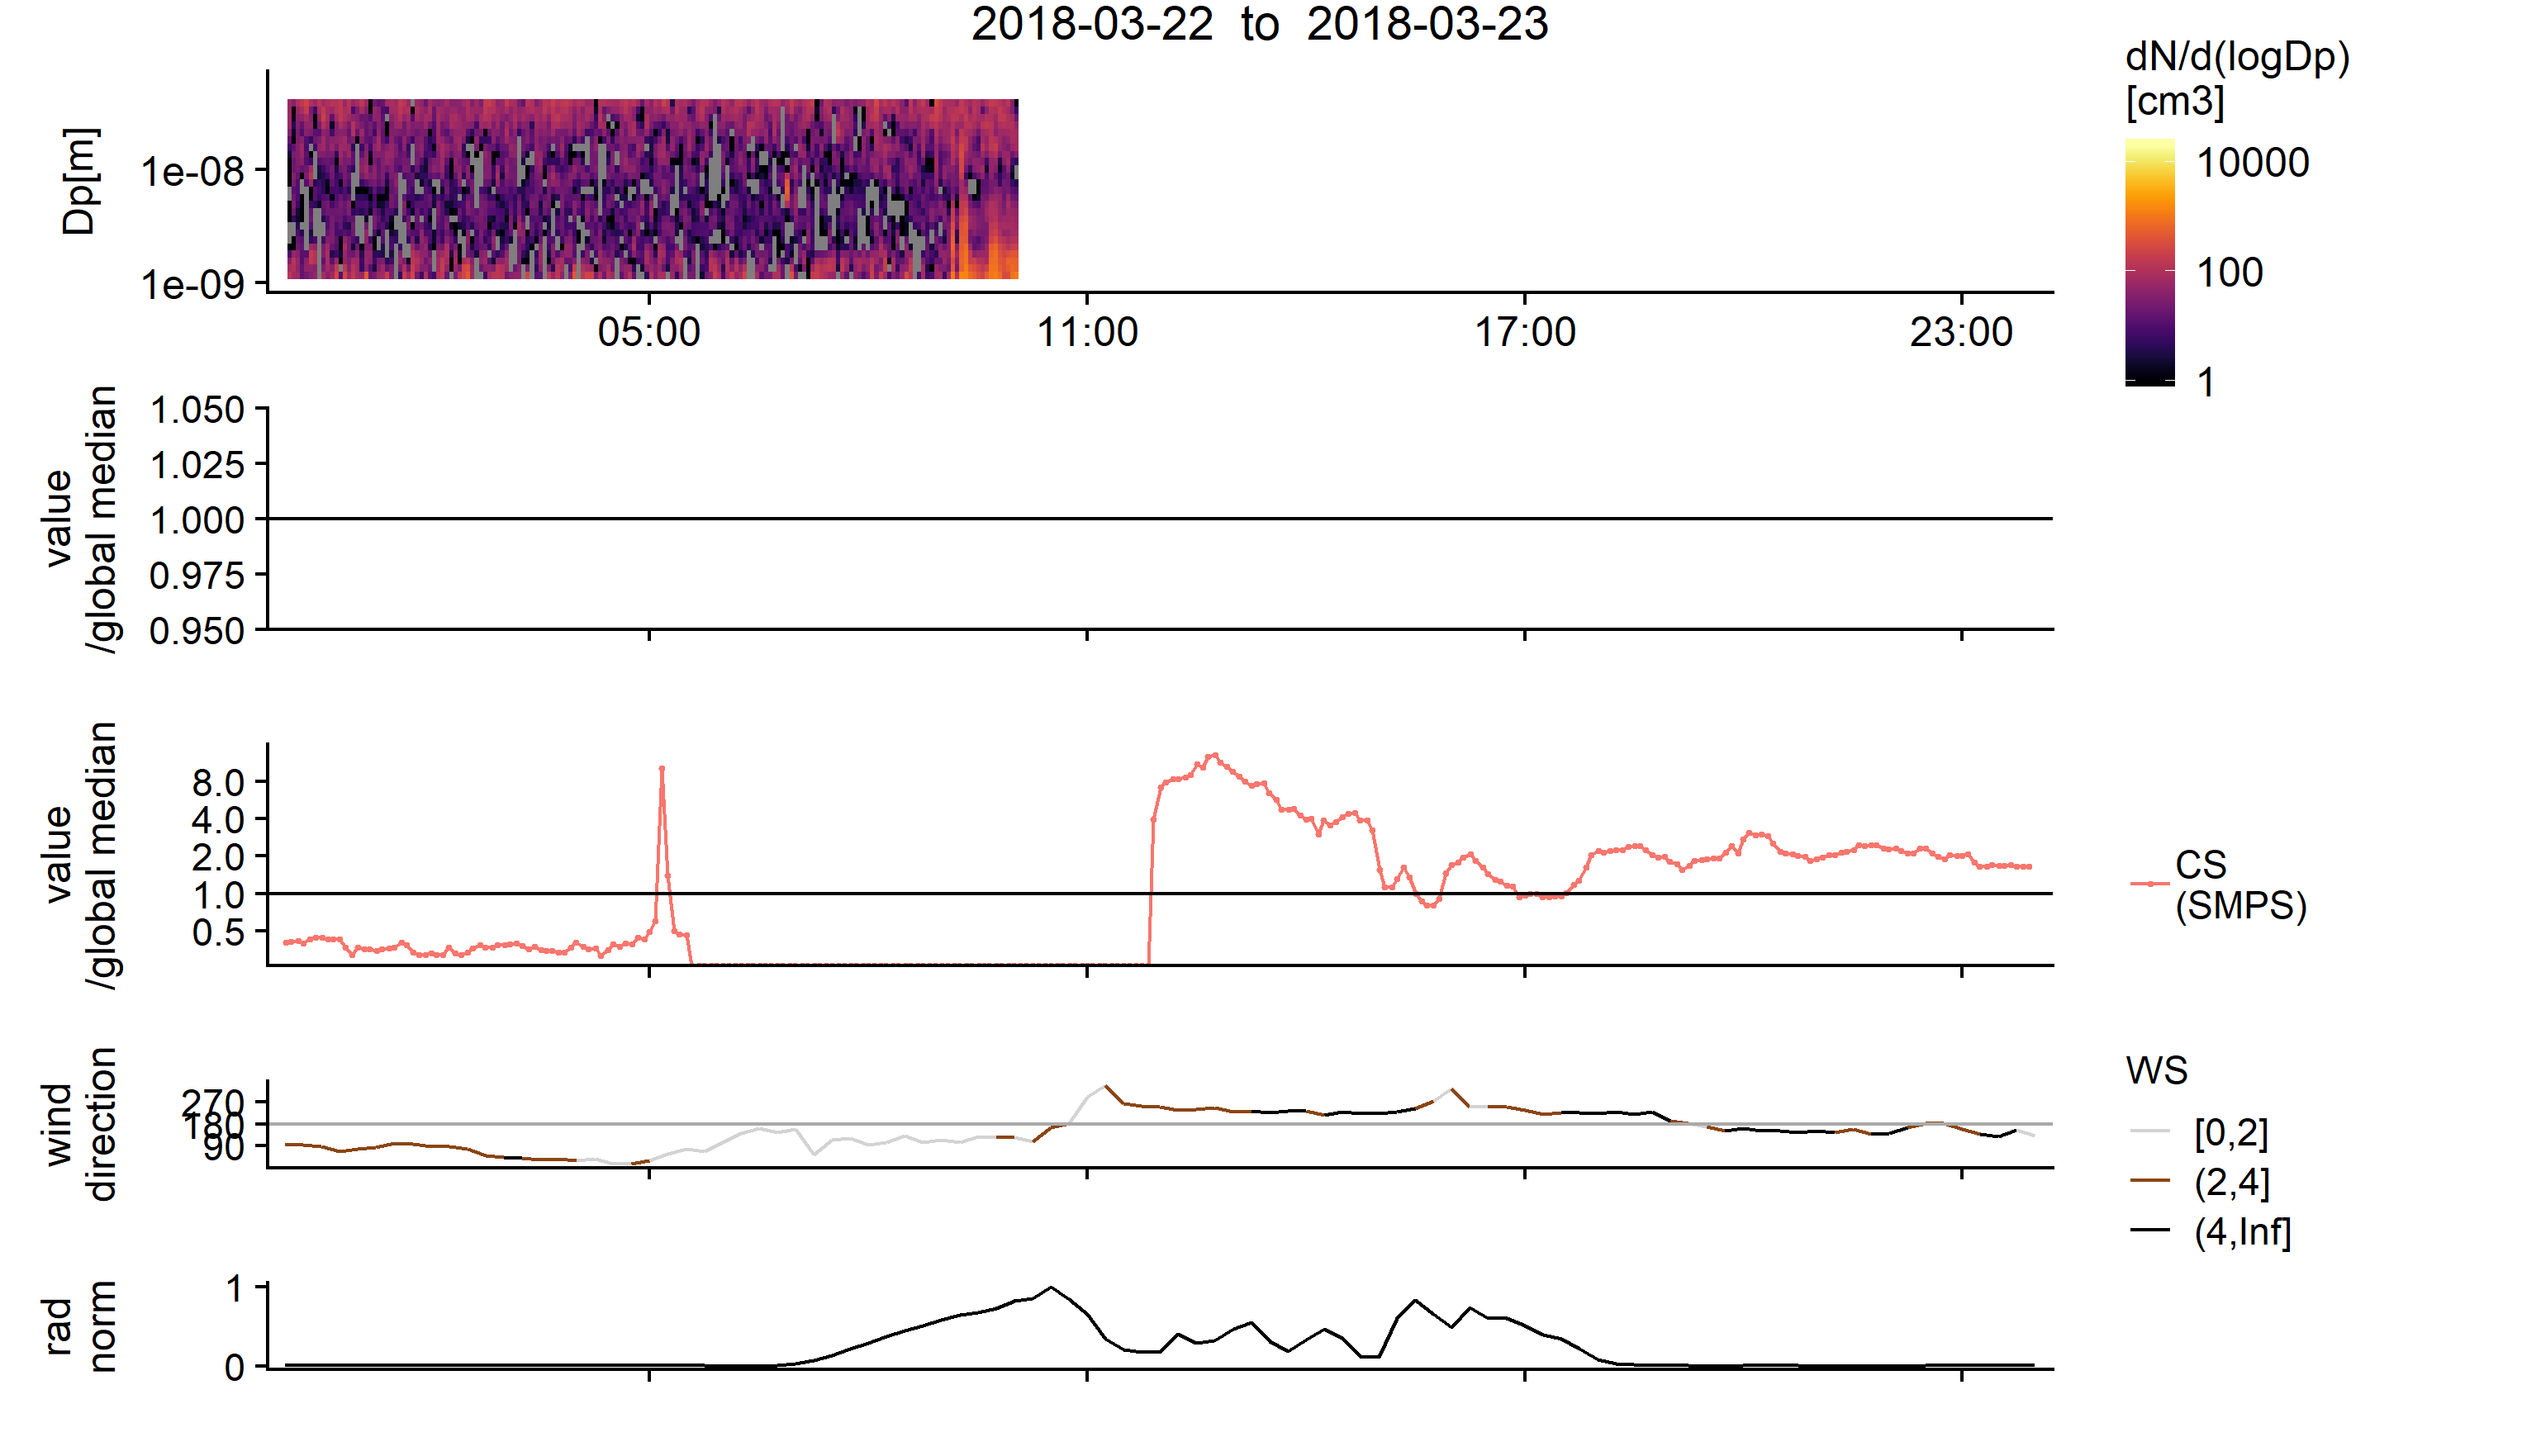 2018-03-22 to 2018-03-23
dN/d(logDp)
[cm3]
10000
100
1
Dp[m]
1e-08
1e-09
05:00
11:00
17:00
23:00
value
/global median
1.050
1.025
1.000
0.975
0.950
value
/global median
8.0
4.0
2.0
1.0
0.5
CS
(SMPS)
wind
direction
270
180
90
WS
[0,2]
(2,4]
(4,Inf]
rad
norm
1
0